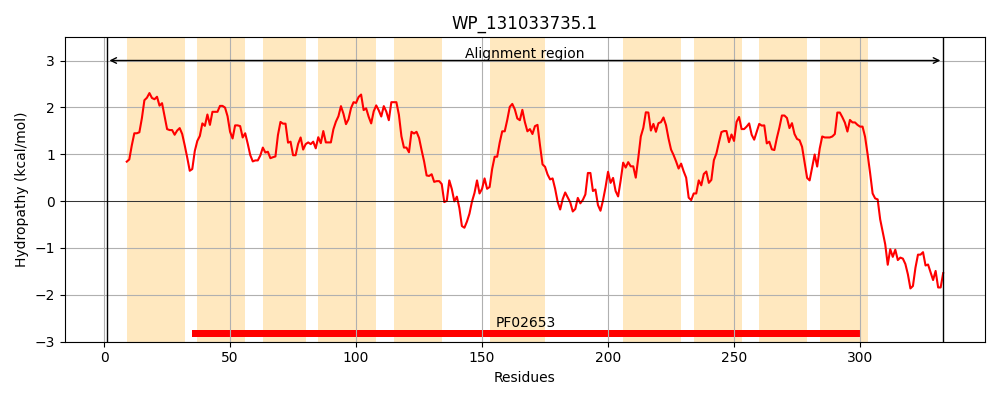 WP_131033735.1
Alignment region
3
2
1
0
−1
−2
−3
Hydropathy (kcal/mol)
PF02653
0 50 100 150 200 250 300
Residues